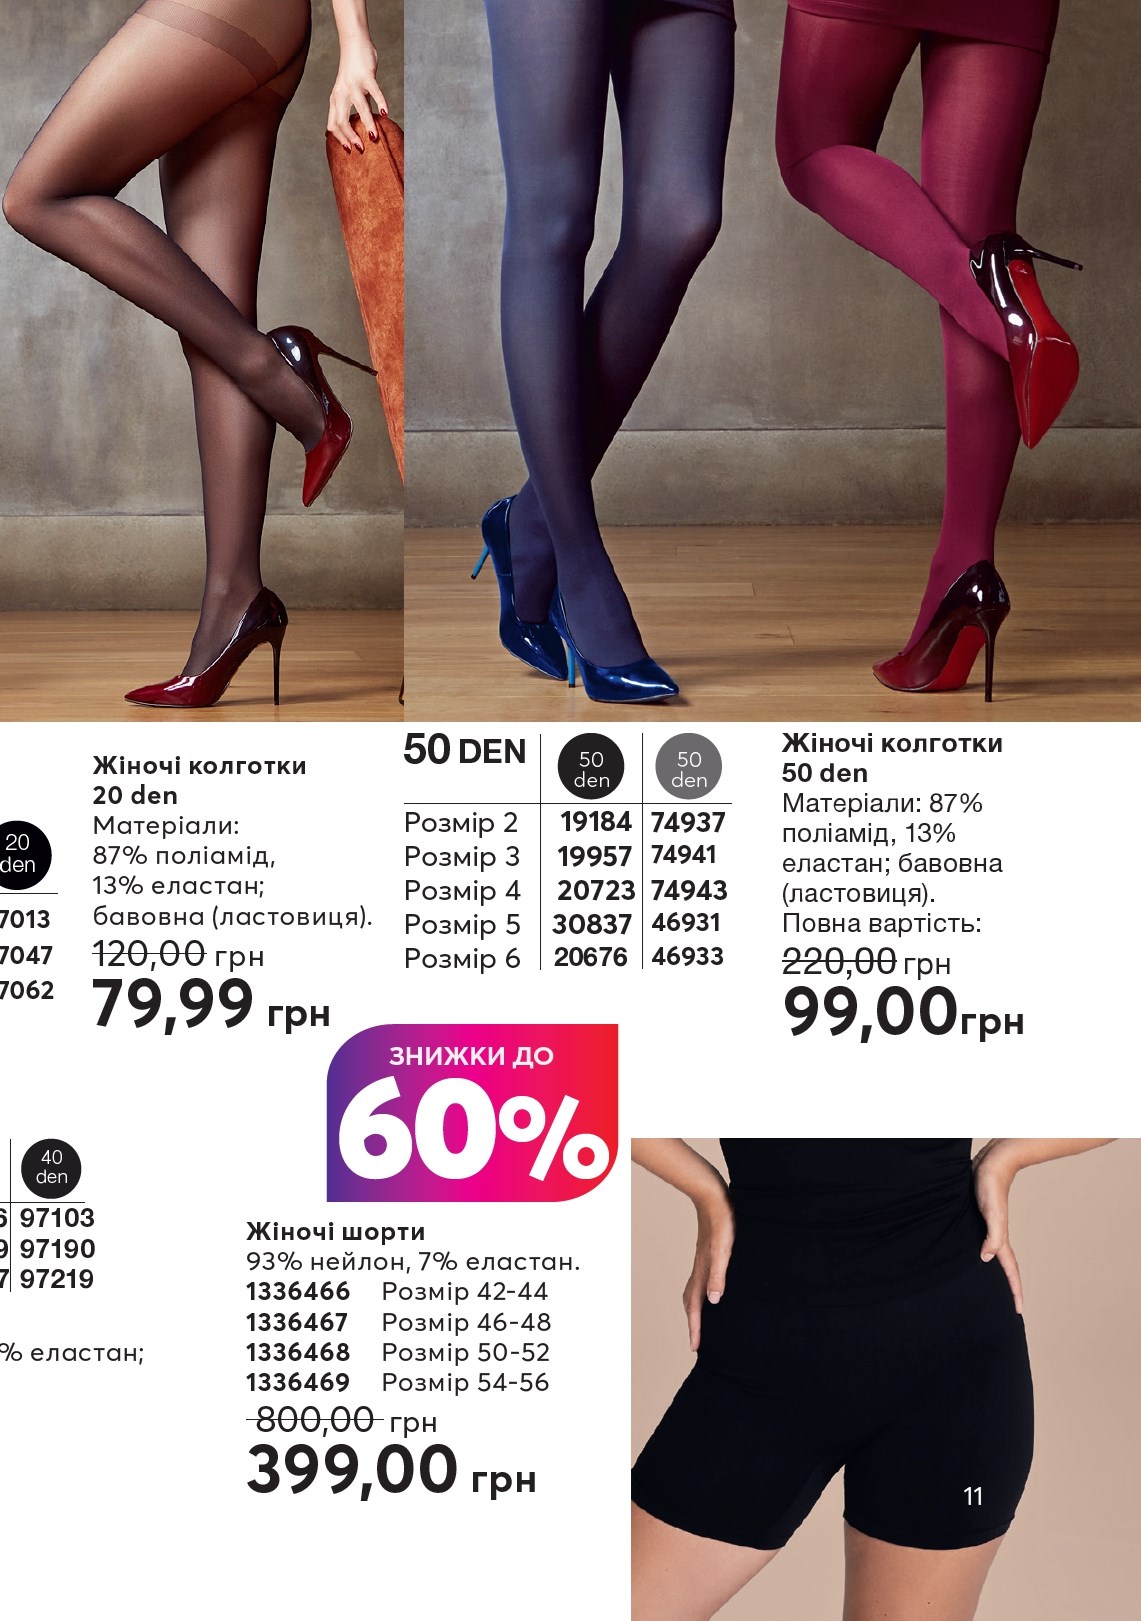 20
den
7013
7047
7062
Жіночі колготки
20 den
Матеріали:
87% поліамід,
13% еластан;
бавовна (ластовиця).
120,00 грн
79,99 грн
50 DEN
50
den
50
den
Розмір 2 19184 74937
Розмір 3 19957 74941
Розмір 4 20723 74943
Розмір 5 30837 46931
Розмір 6 20676 46933
Жіночі колготки
50 den
Матеріали: 87%
поліамід, 13%
еластан; бавовна
(ластовиця).
Повна вартість:
220,00 грн
99,00грн
ЗНИЖКИ ДО
60%
40
den
6 97103
9 97190
7 97219
% еластан;
Жіночі шорти
93% нейлон, 7% еластан.
1336466 Розмір 42-44
1336467 Розмір 46-48
1336468 Розмір 50-52
1336469 Розмір 54-56
800,00 грн
399,00 грн
11